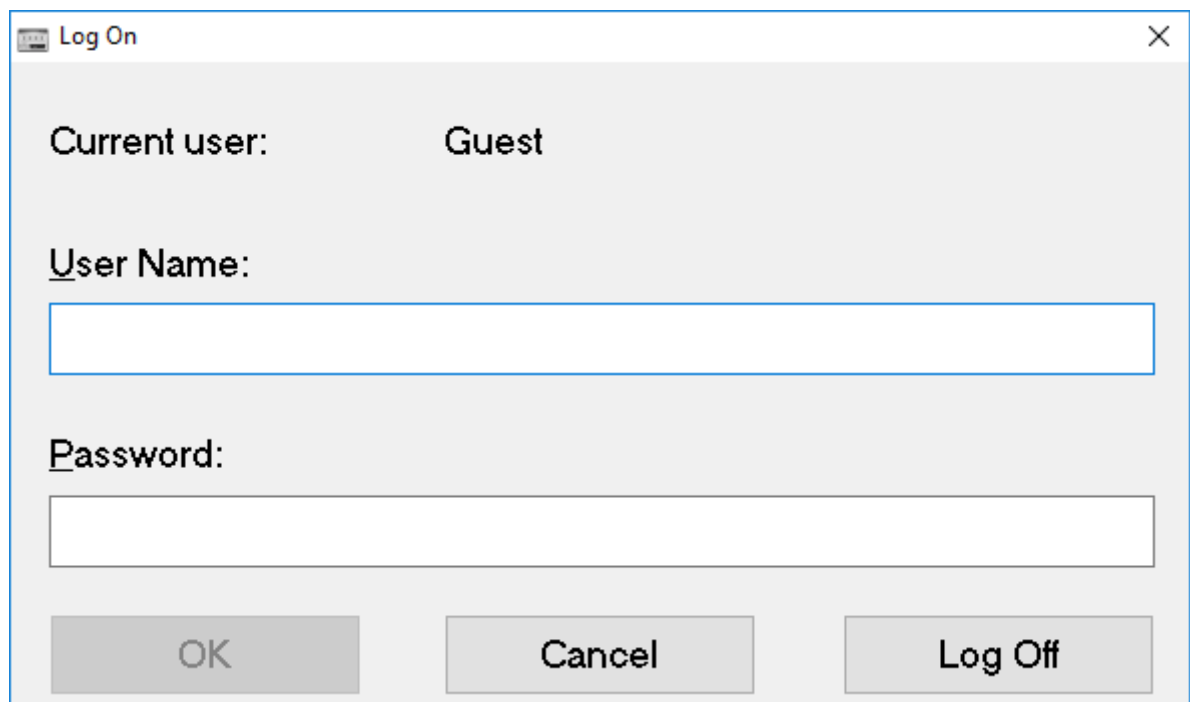 Log On
Current user: Guest
User Name:
Password:
OK Cancel Log Off